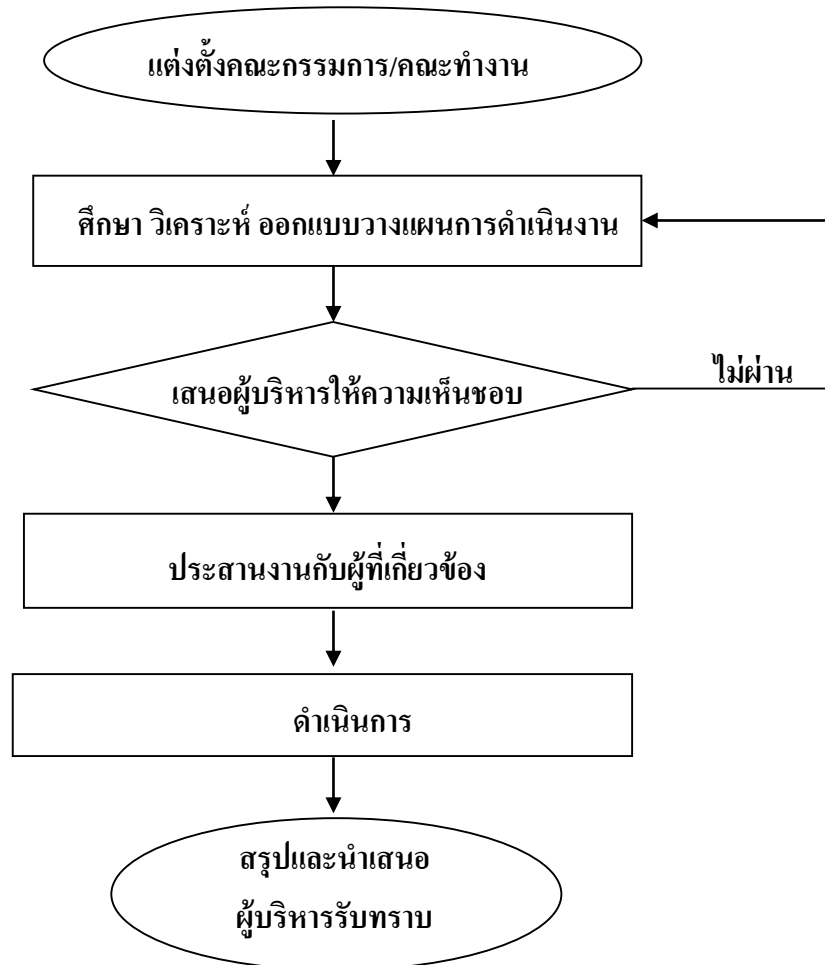 แต่งตั้งคณะกรรมการ/คณะทำงาน
ศึกษา วิเคราะห์ ออกแบบวางแผนการดำเนินงาน
เสนอผู้บริหารให้ความเห็นชอบ
ไม่ผ่าน
ประสานงานกับผู้ที่เกี่ยวข้อง
ดำเนินการ
สรุปและนำเสนอ
ผู้บริหารรับทราบ